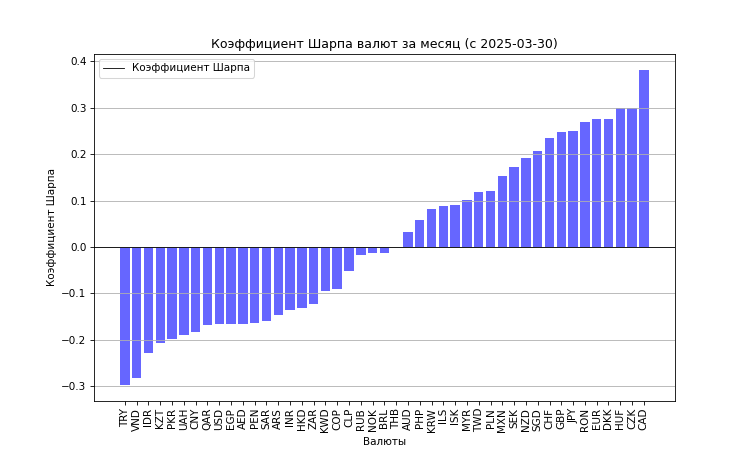 Коэффициент Шарпа валют за месяц (с 2025-03-30)
Коэффициент Шарпа
0.4
0.3
0.2
0.1
0.0
−0.1
−0.2
−0.3
Коэффициент Шарпа
TRY VND IDR KZT PKR UAH CNY QAR USD EGP AED PEN SAR ARS INR HKD ZAR KWD COP CLP RUB NOK BRL THB AUD PHP KRW ILS ISK MYR TWD PLN MXN SEK NZD SGD CHF GBP JPY RON EUR DKK HUF CZK CAD
Валюты